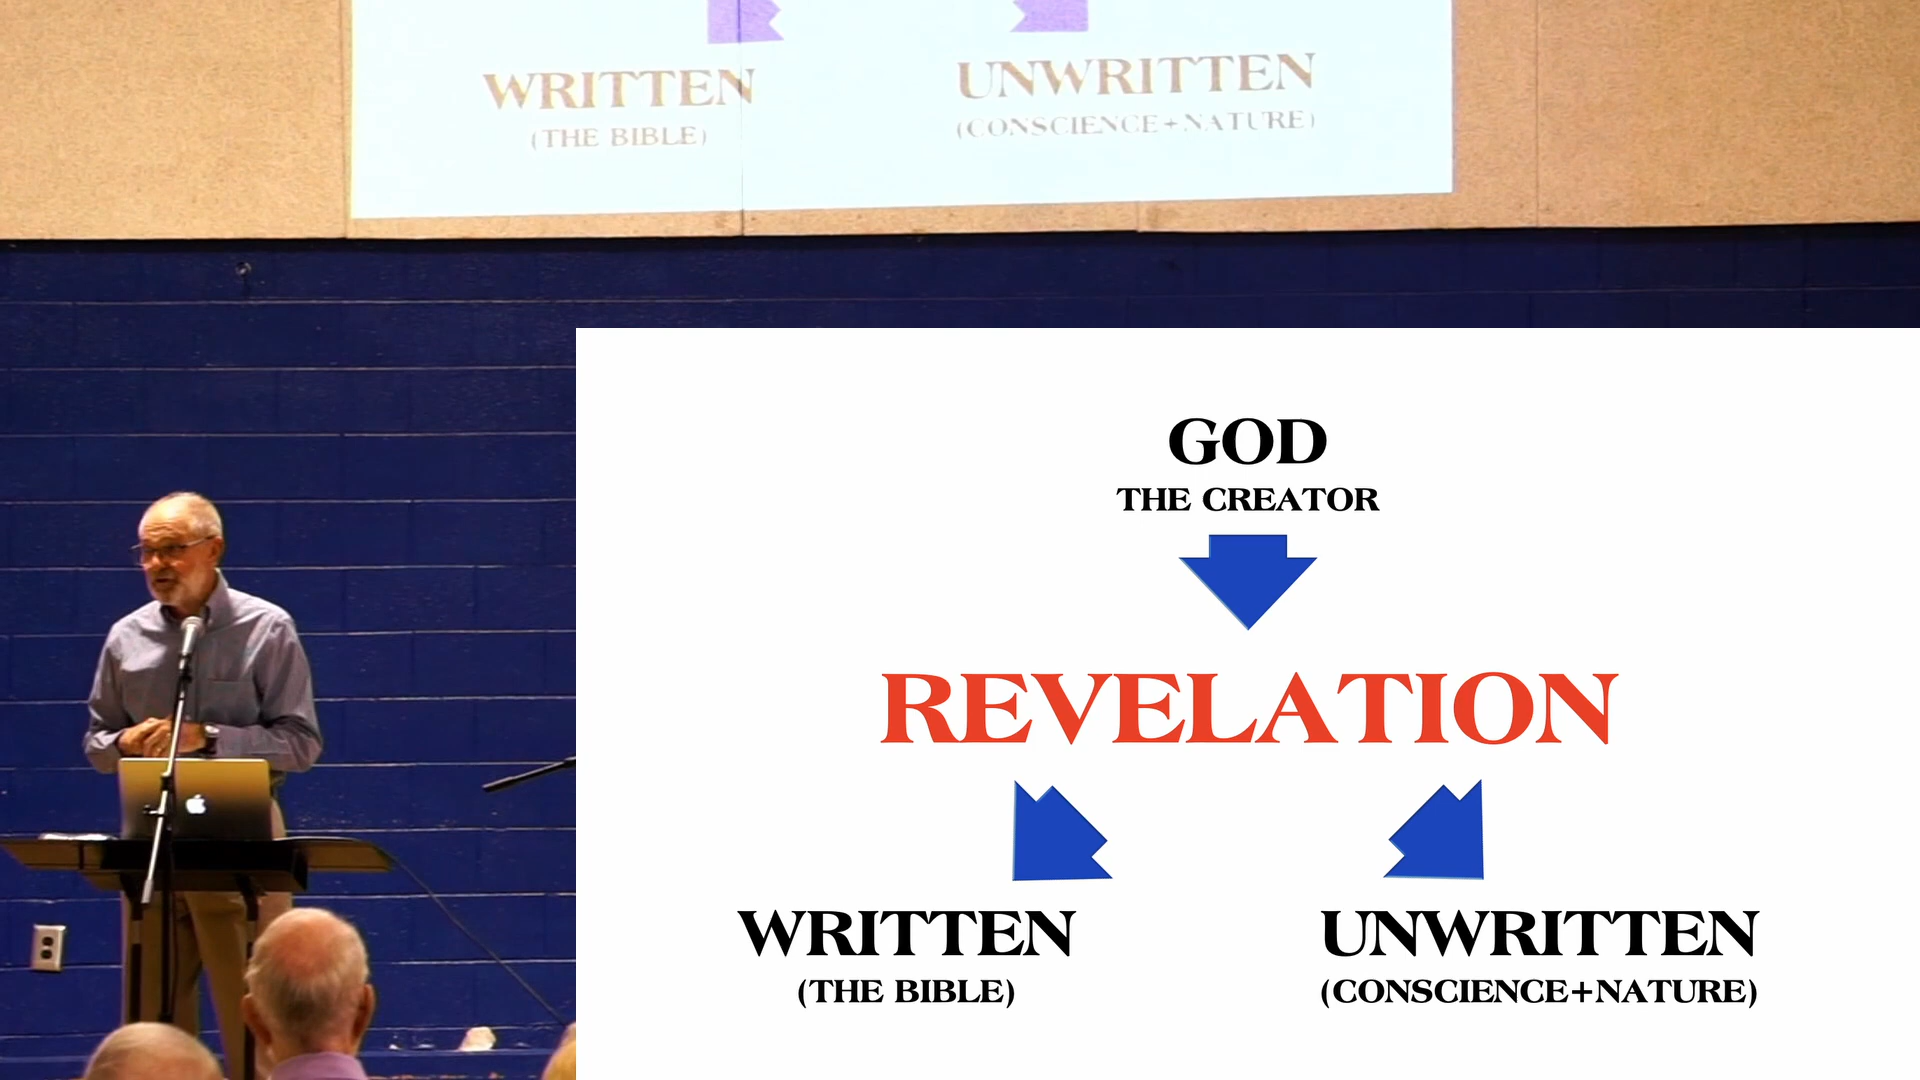 WRITTEN
(THE BIBLE)
UNWRITTEN
(CONSCIENCE+NATURE)
GOD
THE CREATOR
REVELATION
WRITTEN
(THE BIBLE)
UNWRITTEN
(CONSCIENCE+NATURE)